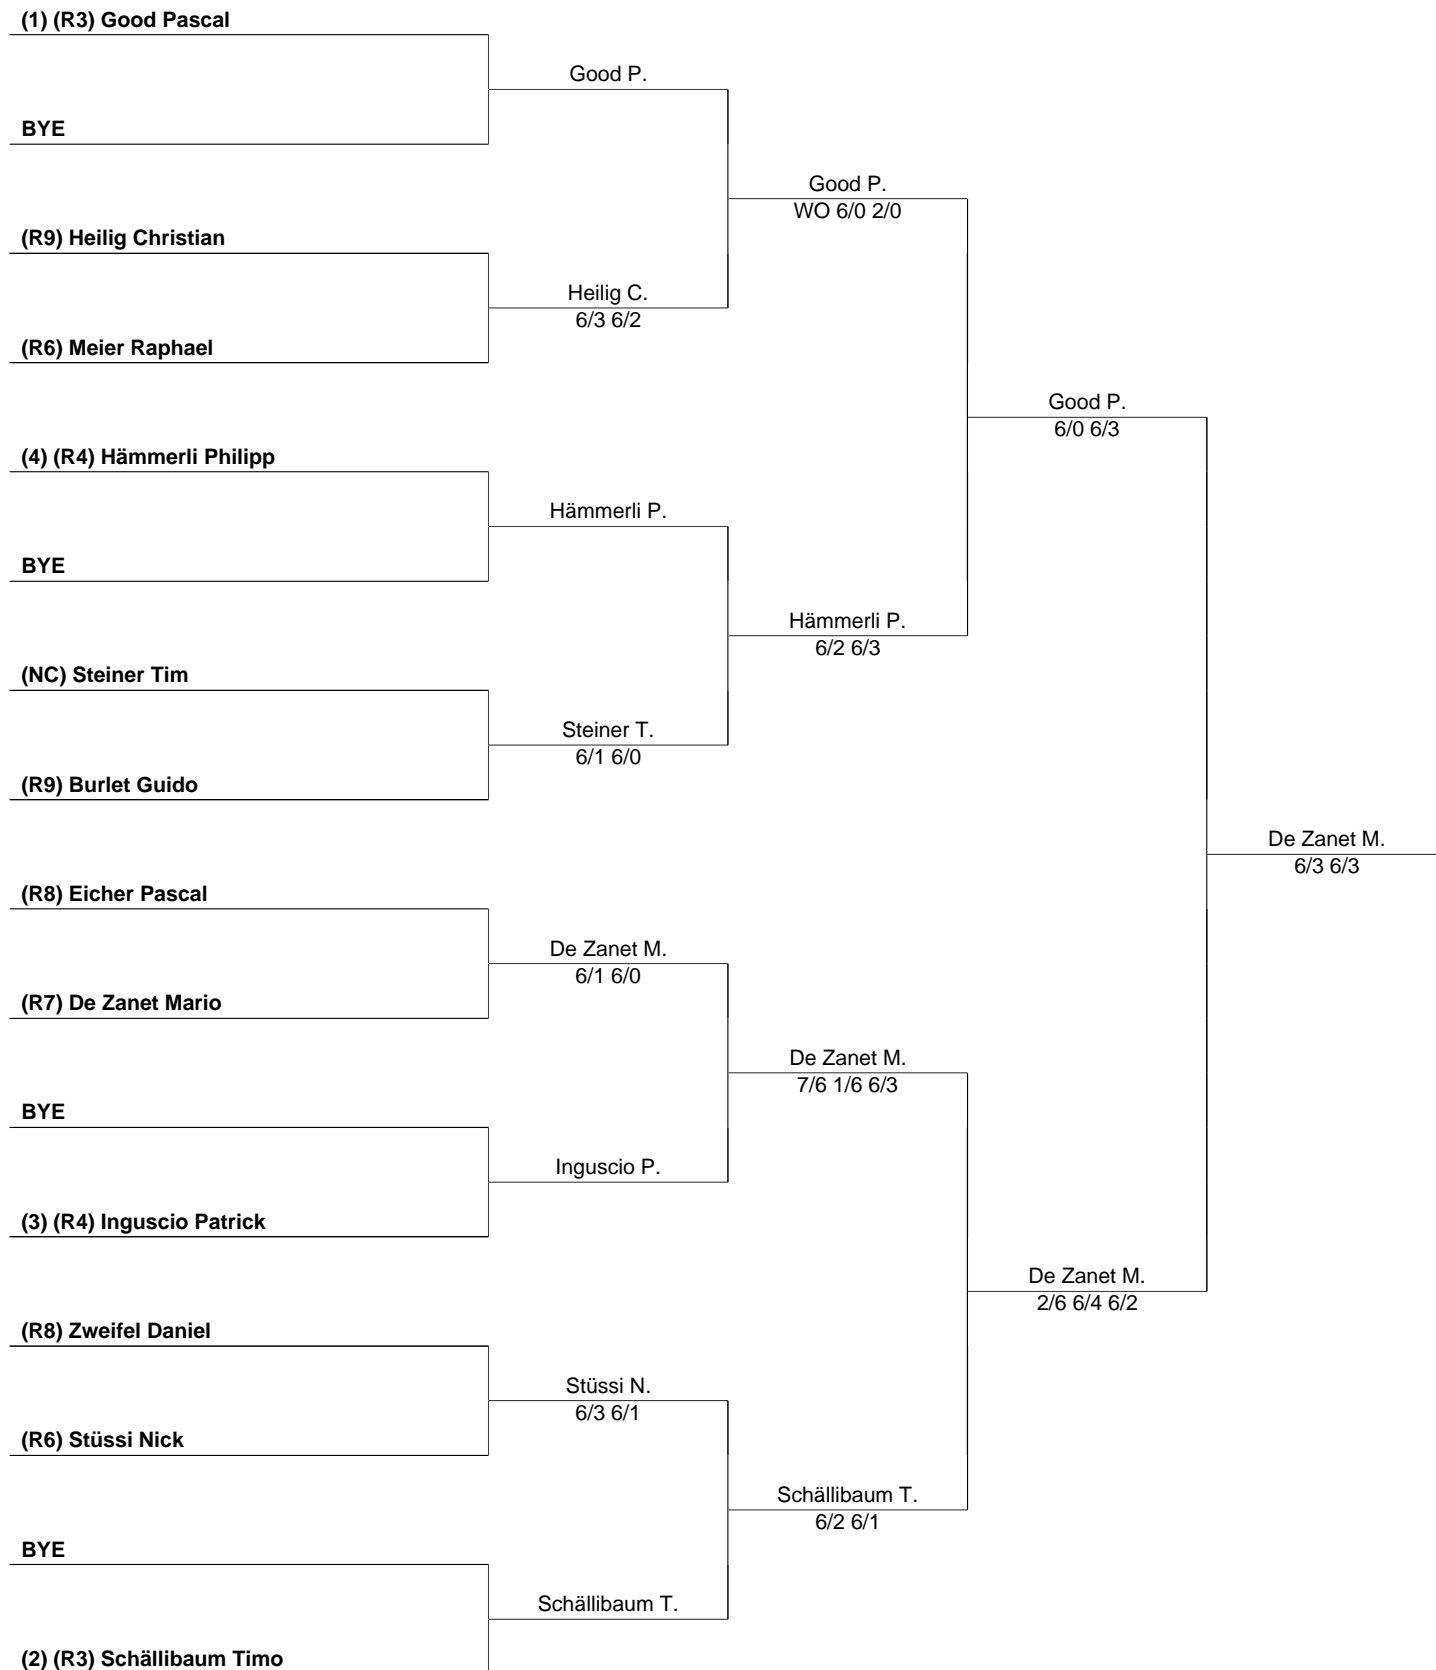 (1) (R3) Good Pascal
Good P.
BYE
Good P.
WO 6/0 2/0
(R9) Heilig Christian
Heilig C.
6/3 6/2
(R6) Meier Raphael
Good P.
6/0 6/3
(4) (R4) Hämmerli Philipp
Hämmerli P.
BYE
Hämmerli P.
6/2 6/3
(NC) Steiner Tim
Steiner T.
6/1 6/0
(R9) Burlet Guido
De Zanet M.
6/3 6/3
(R8) Eicher Pascal
De Zanet M.
6/1 6/0
(R7) De Zanet Mario
De Zanet M.
7/6 1/6 6/3
BYE
Inguscio P.
(3) (R4) Inguscio Patrick
De Zanet M.
2/6 6/4 6/2
(R8) Zweifel Daniel
Stüssi N.
6/3 6/1
(R6) Stüssi Nick
Schällibaum T.
6/2 6/1
BYE
Schällibaum T.
(2) (R3) Schällibaum Timo